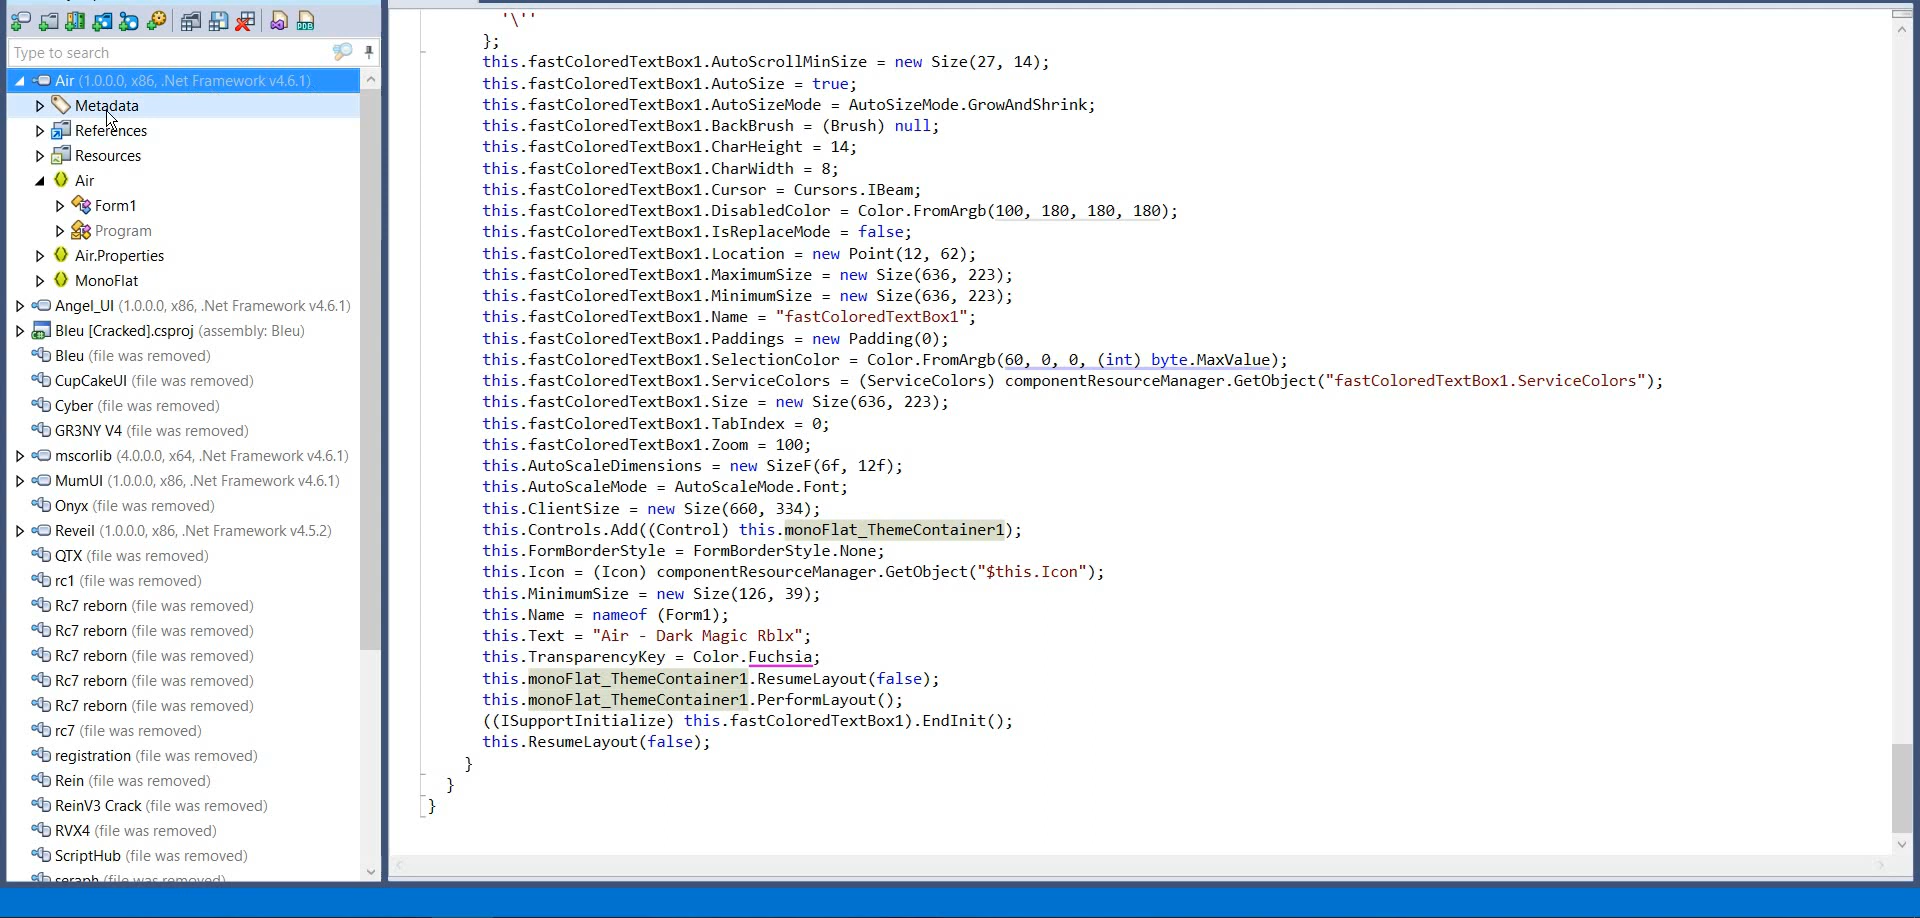 Type to search
Air (1.0.0.0, x86, .Net Framework v4.6.1)
Metadata
References
Resources
Air
Form1
Program
Air.Properties
MonoFlat
Angel_UI (1.0.0.0, x86, .Net Framework v4.6.1)
Bleu [Cracked].csproj (assembly: Bleu)
Bleu (file was removed)
CupCakeUI (file was removed)
Cyber (file was removed)
GR3NY V4 (file was removed)
mscorlib (4.0.0.0, x64, .Net Framework v4.6.1)
MumUI (1.0.0.0, x86, .Net Framework v4.6.1)
Onyx (file was removed)
Reveil (1.0.0.0, x86, .Net Framework v4.5.2)
QTX (file was removed)
rc1 (file was removed)
Rc7 reborn (file was removed)
Rc7 reborn (file was removed)
Rc7 reborn (file was removed)
Rc7 reborn (file was removed)
Rc7 reborn (file was removed)
rc7 (file was removed)
registration (file was removed)
Rein (file was removed)
ReinV3 Crack (file was removed)
RVX4 (file was removed)
ScriptHub (file was removed)
seraph (file was removed)
'\''
};
this.fastColoredTextBox1.AutoScrollMinSize = new Size(27, 14);
this.fastColoredTextBox1.AutoSize = true;
this.fastColoredTextBox1.AutoSizeMode = AutoSizeMode.GrowAndShrink;
this.fastColoredTextBox1.BackBrush = (Brush) null;
this.fastColoredTextBox1.CharHeight = 14;
this.fastColoredTextBox1.CharWidth = 8;
this.fastColoredTextBox1.Cursor = Cursors.IBeam;
this.fastColoredTextBox1.DisabledColor = Color.FromArgb(100, 180, 180, 180);
this.fastColoredTextBox1.IsReplaceMode = false;
this.fastColoredTextBox1.Location = new Point(12, 62);
this.fastColoredTextBox1.MaximumSize = new Size(636, 223);
this.fastColoredTextBox1.MinimumSize = new Size(636, 223);
this.fastColoredTextBox1.Name = "fastColoredTextBox1";
this.fastColoredTextBox1.Paddings = new Padding(0);
this.fastColoredTextBox1.SelectionColor = Color.FromArgb(60, 0, 0, (int) byte.MaxValue);
this.fastColoredTextBox1.ServiceColors = (ServiceColors) componentResourceManager.GetObject("fastColoredTextBox1.ServiceColors");
this.fastColoredTextBox1.Size = new Size(636, 223);
this.fastColoredTextBox1.TabIndex = 0;
this.fastColoredTextBox1.Zoom = 100;
this.AutoScaleDimensions = new SizeF(6f, 12f);
this.AutoScaleMode = AutoScaleMode.Font;
this.ClientSize = new Size(660, 334);
this.Controls.Add((Control) this.monoFlat_ThemeContainer1);
this.FormBorderStyle = FormBorderStyle.None;
this.Icon = (Icon) componentResourceManager.GetObject("$this.Icon");
this.MinimumSize = new Size(126, 39);
this.Name = nameof (Form1);
this.Text = "Air - Dark Magic Rblx";
this.TransparencyKey = Color.Fuchsia;
this.monoFlat_ThemeContainer1.ResumeLayout(false);
this.monoFlat_ThemeContainer1.PerformLayout();
((ISupportInitialize) this.fastColoredTextBox1).EndInit();
this.ResumeLayout(false);
}
}
}